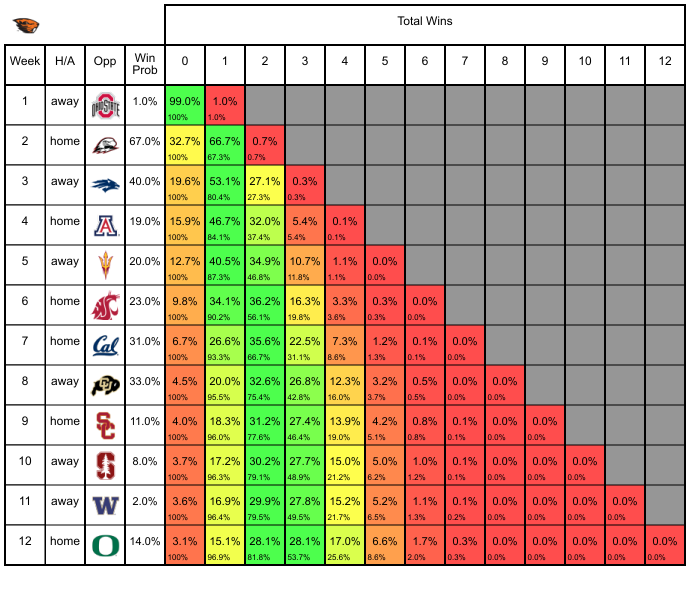 Total Wins
Week H/A Opp Win Prob 0 1 2 3 4 5 6 7 8 9 10 11 12
1 away OHIO STATE 1.0% 99.0% 1.0%
100% 1.0%
2 home 67.0% 32.7% 66.7% 0.7%
100% 67.3% 0.7%
3 away 40.0% 19.6% 53.1% 27.1% 0.3%
100% 80.4% 27.3% 0.3%
4 home A 19.0% 15.9% 46.7% 32.0% 5.4% 0.1%
100% 84.1% 37.4% 5.4% 0.1%
5 away 20.0% 12.7% 40.5% 34.9% 10.7% 1.1% 0.0%
100% 87.3% 46.8% 11.8% 1.1% 0.0%
6 home 23.0% 9.8% 34.1% 36.2% 16.3% 3.3% 0.3% 0.0%
100% 90.2% 56.1% 19.8% 3.6% 0.3% 0.0%
7 home Cal 31.0% 6.7% 26.6% 35.6% 22.5% 7.3% 1.2% 0.1% 0.0%
100% 93.3% 66.7% 31.1% 8.6% 1.3% 0.1% 0.0%
8 away CU 33.0% 4.5% 20.0% 32.6% 26.8% 12.3% 3.2% 0.5% 0.0% 0.0%
100% 95.5% 75.4% 42.8% 16.0% 3.7% 0.5% 0.0% 0.0%
9 home SC 11.0% 4.0% 18.3% 31.2% 27.4% 13.9% 4.2% 0.8% 0.1% 0.0% 0.0%
100% 96.0% 77.6% 46.4% 19.0% 5.1% 0.8% 0.1% 0.0% 0.0%
10 away S 8.0% 3.7% 17.2% 30.2% 27.7% 15.0% 5.0% 1.0% 0.1% 0.0% 0.0% 0.0%
100% 96.3% 79.1% 48.9% 21.2% 6.2% 1.2% 0.1% 0.0% 0.0% 0.0%
11 away W 2.0% 3.6% 16.9% 29.9% 27.8% 15.2% 5.2% 1.1% 0.1% 0.0% 0.0% 0.0% 0.0%
100% 96.4% 79.5% 49.5% 21.7% 6.5% 1.3% 0.2% 0.0% 0.0% 0.0% 0.0%
12 home O 14.0% 3.1% 15.1% 28.1% 28.1% 17.0% 6.6% 1.7% 0.3% 0.0% 0.0% 0.0% 0.0% 0.0%
100% 96.9% 81.8% 53.7% 25.6% 8.6% 2.0% 0.3% 0.0% 0.0% 0.0% 0.0% 0.0%